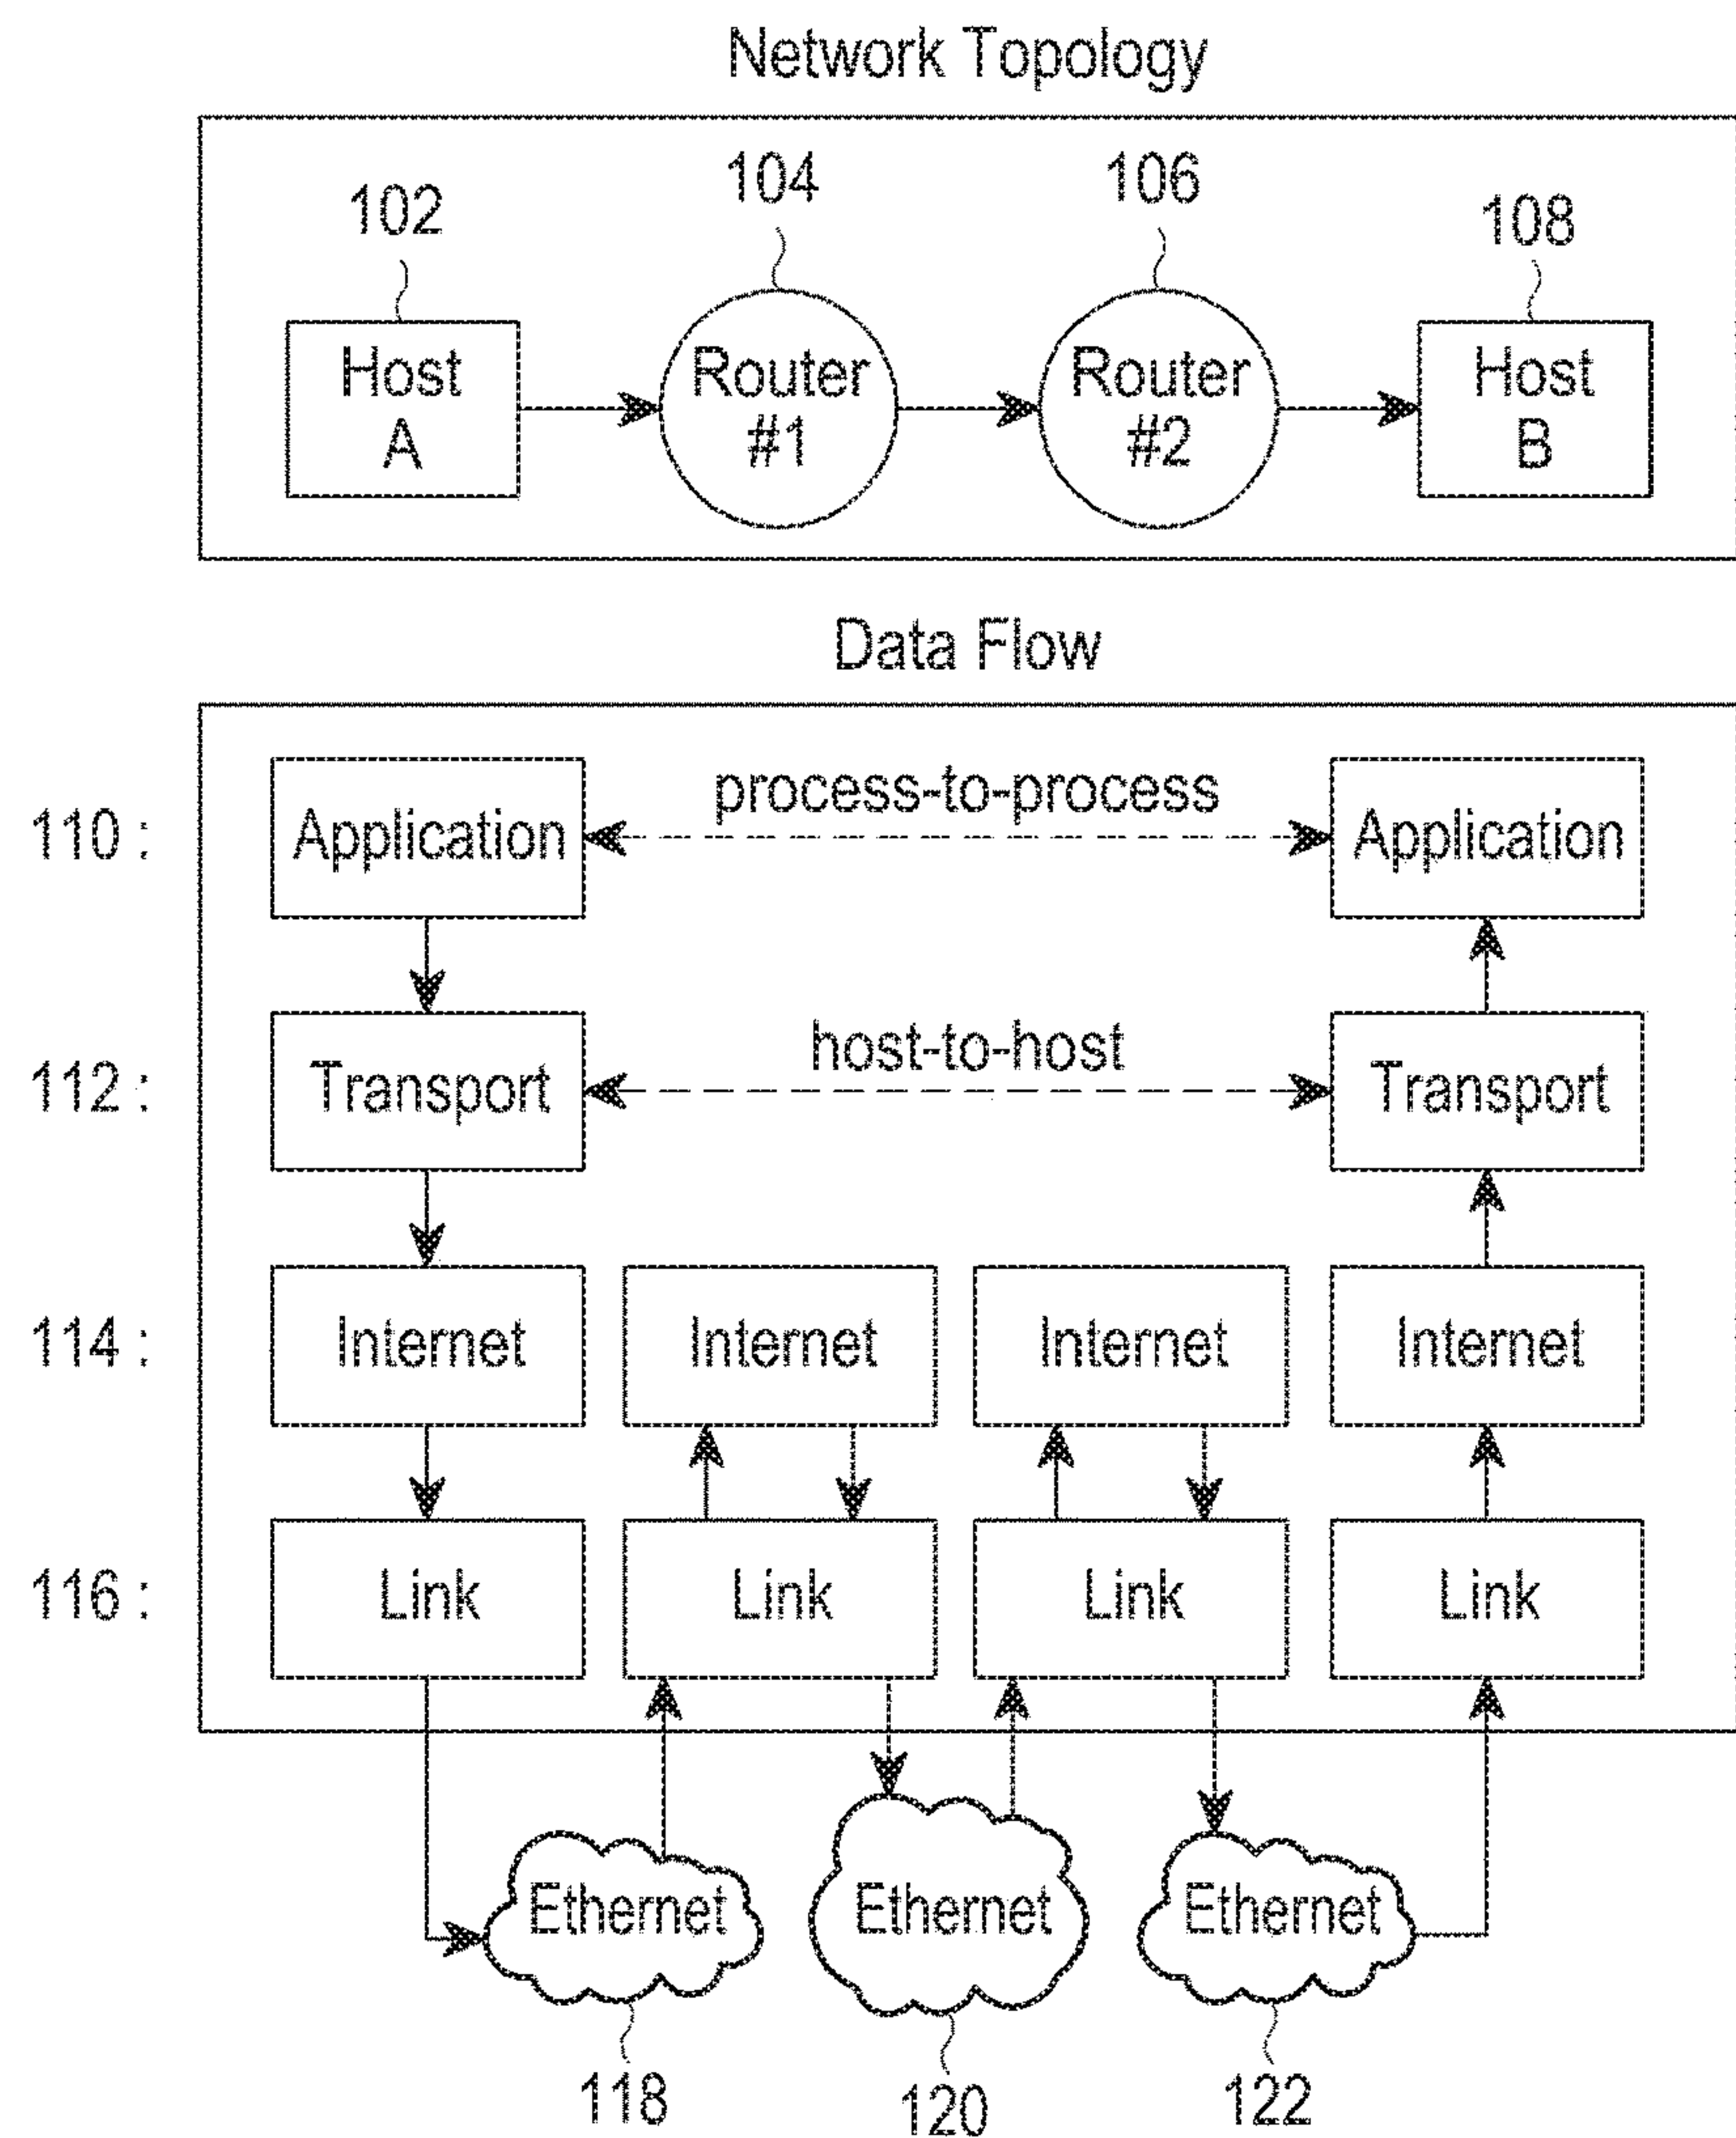 Network Topology
102
104
106
108
Host
A
Router
#1
Router
#2
Host
B
Data Flow
110 :
Application
process-to-process
Application
112 :
Transport
host-to-host
Transport
114 :
Internet
Internet
Internet
Internet
116 :
Link
Link
Link
Link
Ethernet
Ethernet
Ethernet
118
120
122